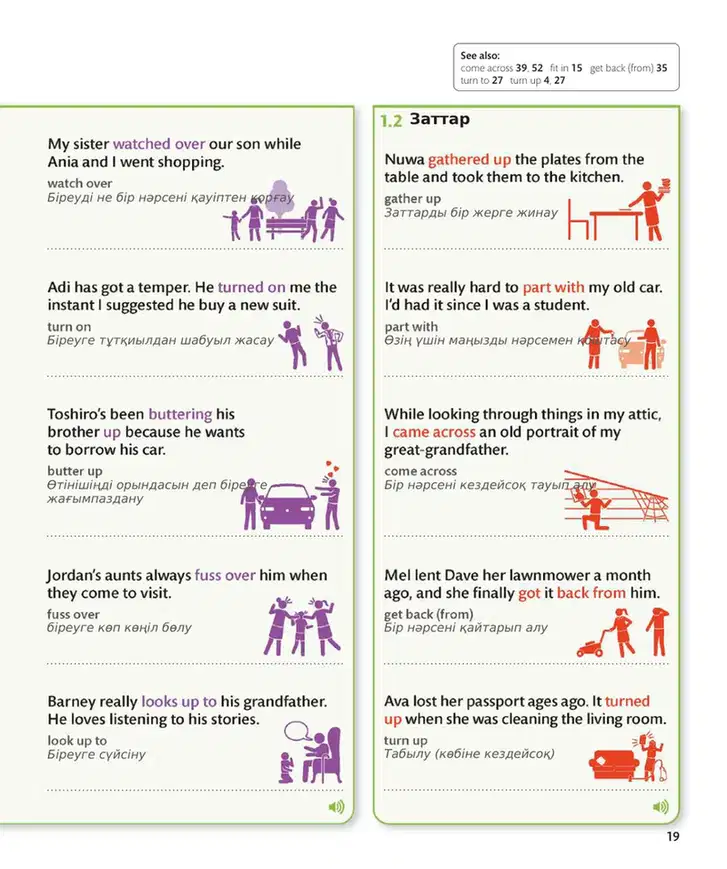 See also:
come across 39, 52 fit in 15 get back (from) 35
turn to 27 turn up 4, 27
My sister watched over our son while
Ania and I went shopping.
watch over
Біреуді не бір нәрсені қауіптен қорғау
Adi has got a temper. He turned on me the
instant I suggested he buy a new suit.
turn on
Біреуге тұтқиылдан шабуыл жасау
Toshiro's been buttering his
brother up because he wants
to borrow his car.
butter up
Өтінішіңді орындасын деп біреуге
жағымпаздану
Jordan's aunts always fuss over him when
they come to visit.
fuss over
біреуге көп көңіл бөлу
Barney really looks up to his grandfather.
He loves listening to his stories.
look up to
Біреуге сүйсіну
1.2 Заттар
Nuwa gathered up the plates from the
table and took them to the kitchen.
gather up
Заттарды бір жерге жинау
It was really hard to part with my old car.
I'd had it since I was a student.
part with
Өзің үшін маңызды нәрсемен қоштасу
While looking through things in my attic,
I came across an old portrait of my
great-grandfather.
come across
Бір нәрсені кездейсоқ тауып алу
Mel lent Dave her lawnmower a month
ago, and she finally got it back from him.
get back (from)
Бір нәрсені қайтарып алу
Ava lost her passport ages ago. It turned
up when she was cleaning the living room.
turn up
Табылу (көбіне кездейсоқ)
19